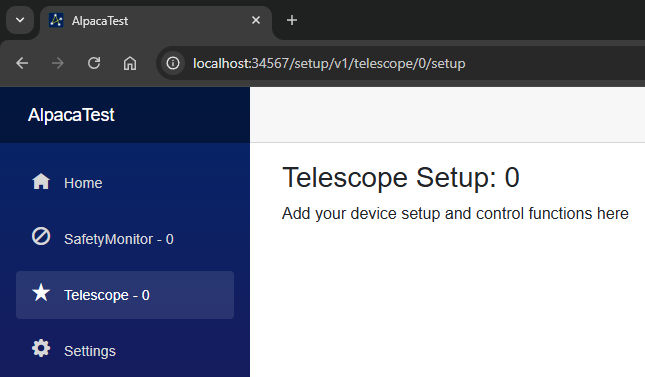 AlpacaTest
localhost:34567/setup/v1/telescope/0/setup
AlpacaTest
Home
SafetyMonitor - 0
Telescope - 0
Settings
Telescope Setup: 0
Add your device setup and control functions here